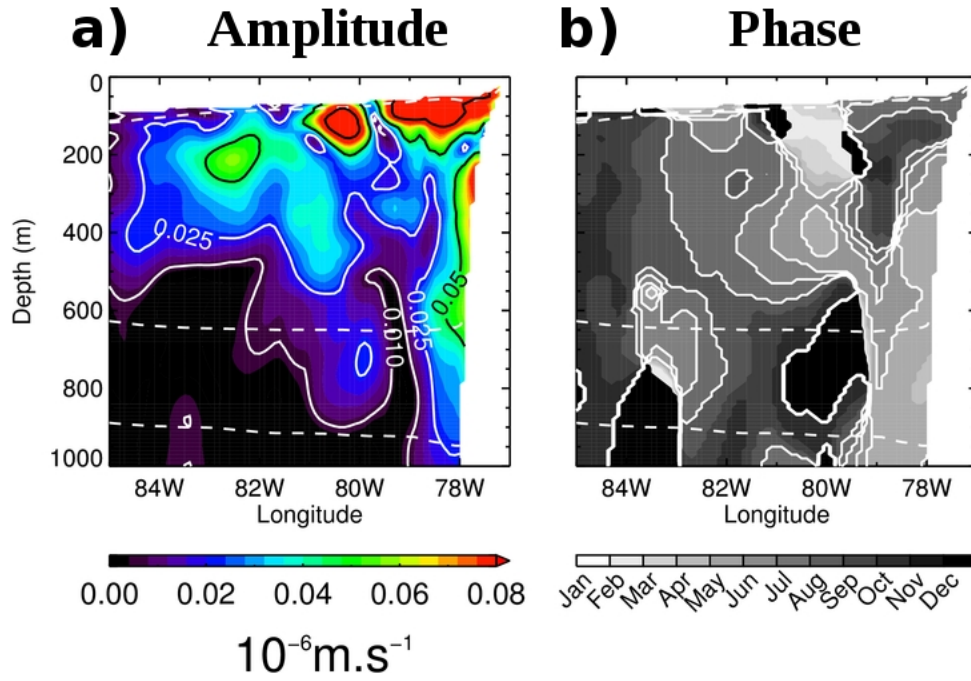 a) Amplitude
b) Phase
0
200
400
600
800
1000
Depth (m)
0.025
0.05
0.025
0.010
84W 82W 80W 78W
Longitude
84W 82W 80W 78W
Longitude
0.00 0.02 0.04 0.06 0.08
10⁻⁶m.s⁻¹
Jan Feb Mar Apr May Jun Jul Aug Sep Oct Nov Dec